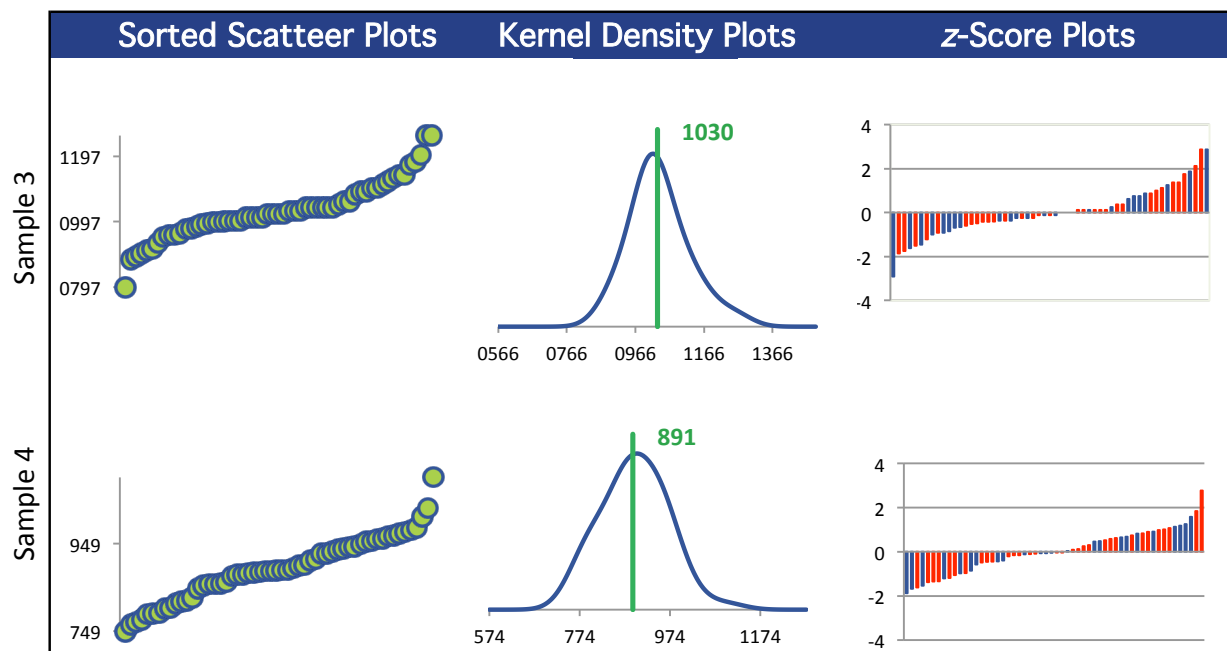 Sorted Scatteer Plots
Kernel Density Plots
z-Score Plots
Sample 3
1197
0997
0797
1030
0566 0766 0966 1166 1366
4
2
0
-2
-4
Sample 4
949
749
891
574 774 974 1174
4
2
0
-2
-4